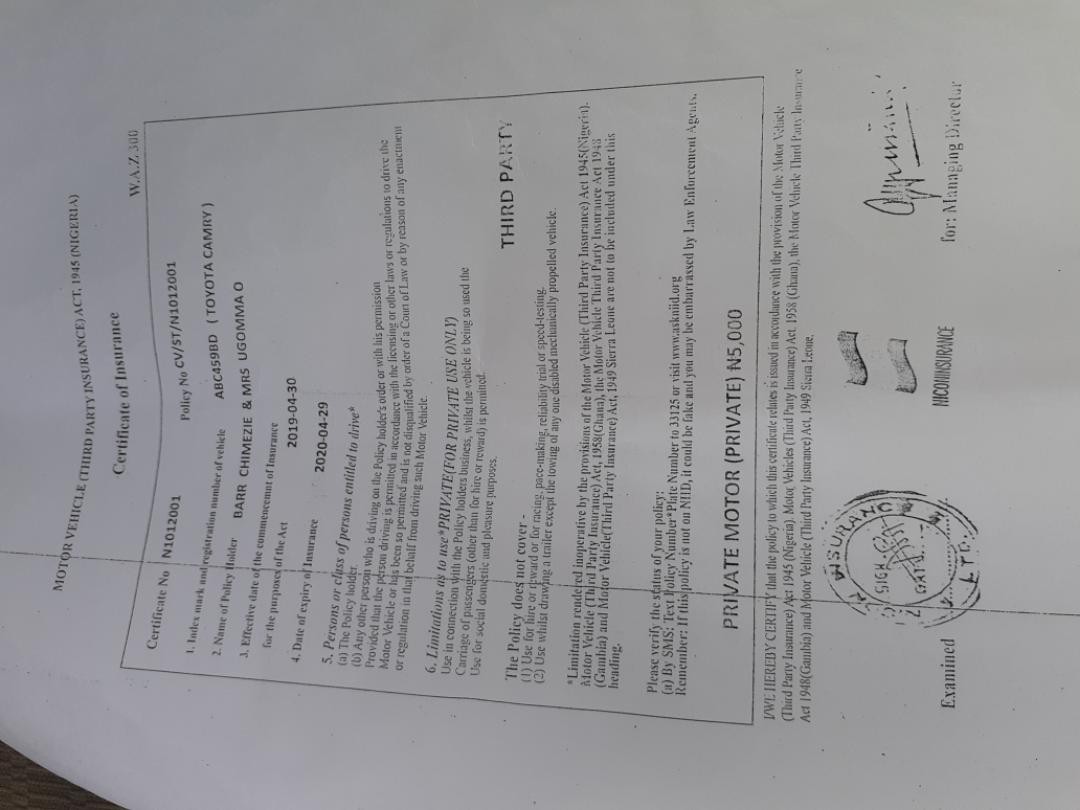 MOTOR VEHICLE (THIRD PARTY INSURANCE) ACT, 1945 (NIGERIA)
Certificate of Insurance
W.A.Z.300
Certificate No N1012001 Policy No CV/ST/N1012001
1. Index mark and registration number of vehicle ABC459BD ( TOYOTA CAMRY )
2. Name of Policy Holder BARR CHIMEZIE & MRS UGOMMA O
3. Effective date of the commencemnt of Insurance
for the purposes of the Act 2019-04-30
4. Date of expiry of Insurance 2020-04-29
5. Persons or class of persons entitled to drive*
(a) The Policy holder.
(b) Any other person who is driving on the Policy holder's order or with his permission
Provided that the person driving is permitted in accordance with the licensing or other laws or regulations to drive the
Motor Vehicle or has been so permitted and is not disqualified by order of a Court of Law or by reason of any enactment
or regulation in that behalf from driving such Motor Vehicle.
6. Limitations as to use*PRIVATE(FOR PRIVATE USE ONLY)
Use in connection with the Policy holders business,
Carriage of passengers (other than for hire or reward) whilst the vehicle is being so used the
Use for social domestic and pleasure purposes. is permitted.
THIRD PARTY
The Policy does not cover -
(1) Use for hire or reward or for racing, pace-making, reliability trial or speed-testing.
(2) Use whilst drawing a trailer except the towing of any one disabled mechanically propelled vehicle.
*Limitation rendered inoperative by the provisions of the Motor Vehicle (Third Party Insurance) Act 1945(Nigeria).
Motor Vehicle (Third Party Insurance) Act, 1958(Ghana), the Motor Vehicle Third Party Insurance Act 1948
(Gambia) and Motor Vehicle(Third Party Insurance) Act, 1949 Sierra Leone are not to be included under this
heading.
Please verify the status of your policy:
(a) By SMS: Text Policy Number*Plate Number to 33125 or visit www.askniid.org
Remember: If this policy is not on NIID, it could be fake and you may be embarrassed by Law Enforcement Agents.
PRIVATE MOTOR (PRIVATE) ₦5,000
I/WE HEREBY CERTIFY that the policy to which this certificate relates is issued in accordance with the provision of the Motor Vehicle
(Third Party Insurance) Act 1945 (Nigeria). Motor Vehicles (Third Party Insurance) Act. 1958 (Ghana), the Motor Vehicle Third Party Insurance
Act 1948(Gambia) and Motor Vehicle (Third Party Insurance) Act, 1949 Sierra Leone.
INSURANC
SIGN
DATE
LTD.
Examined NICONINSURANCE for: Managing Director